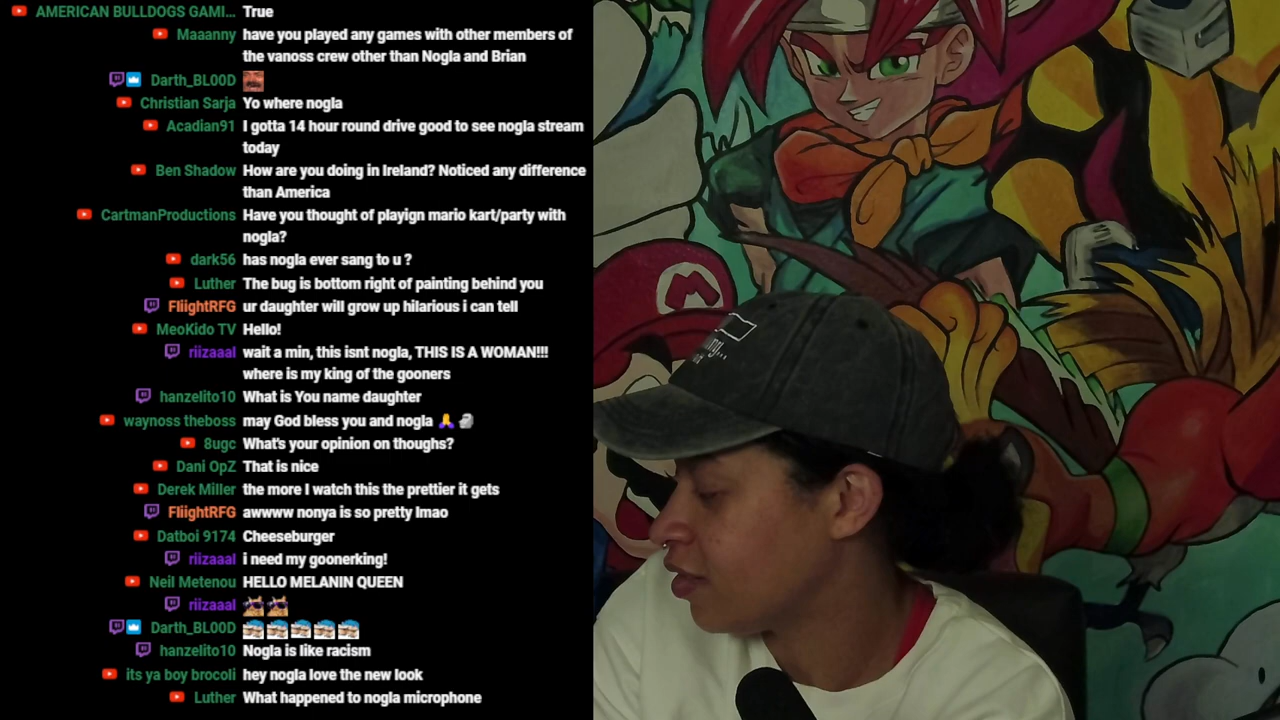 AMERICAN BULLDOGS GAMI... True
Maaanny have you played any games with other members of
the vanoss crew other than Nogla and Brian
Darth_BL00D
Christian Sarja Yo where nogla
Acadian91 I gotta 14 hour round drive good to see nogla stream
today
Ben Shadow How are you doing in Ireland? Noticed any difference
than America
CartmanProductions Have you thought of playign mario kart/party with
nogla?
dark56 has nogla ever sang to u ?
Luther The bug is bottom right of painting behind you
FliightRFG ur daughter will grow up hilarious i can tell
MeoKido TV Hello!
riizaaal wait a min, this isnt nogla, THIS IS A WOMAN!!!
where is my king of the gooners
hanzelito10 What is You name daughter
waynoss theboss may God bless you and nogla 🙏 🗿
8ugc What's your opinion on thoughs?
Dani OpZ That is nice
Derek Miller the more I watch this the prettier it gets
FliightRFG awwww nonya is so pretty lmao
Datboi 9174 Cheeseburger
riizaaal i need my goonerking!
Neil Metenou HELLO MELANIN QUEEN
riizaaal
Darth_BL00D
hanzelito10 Nogla is like racism
its ya boy brocoli hey nogla love the new look
Luther What happened to nogla microphone
M